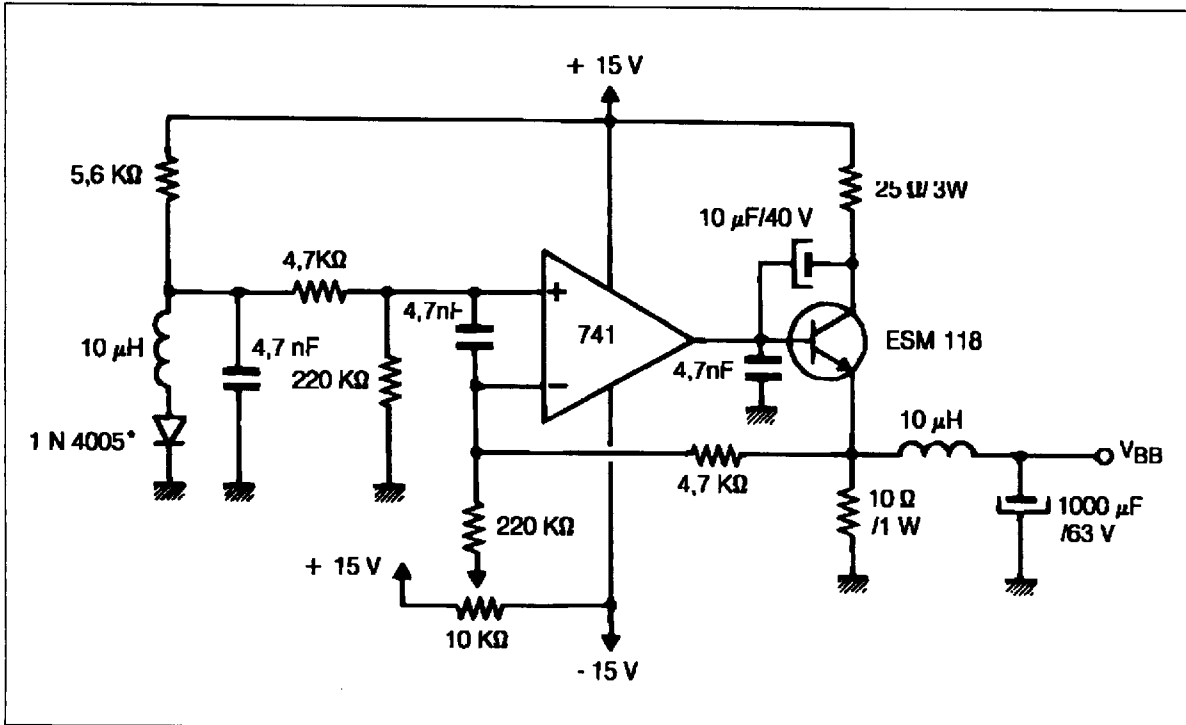 + 15 V
5,6 KΩ
25 Ω/ 3W
10 μF/40 V
4,7KΩ
4,7nF
+
741
ESM 118
10 μH
4,7 nF
220 KΩ
−
4,7nF
10 μH
1 N 4005*
VBB
4,7 KΩ
10 Ω
/1 W
1000 μF
/63 V
220 KΩ
+ 15 V
10 KΩ
- 15 V